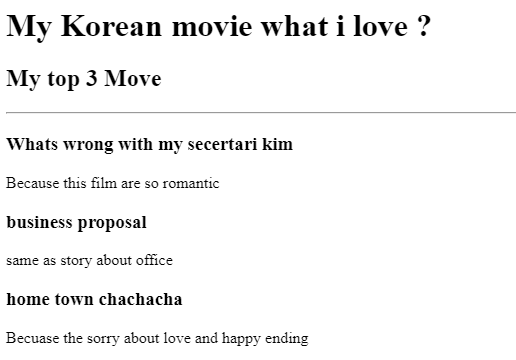 My Korean movie what i love ?
My top 3 Move
Whats wrong with my secertari kim
Because this film are so romantic
business proposal
same as story about office
home town chachacha
Becuase the sorry about love and happy ending